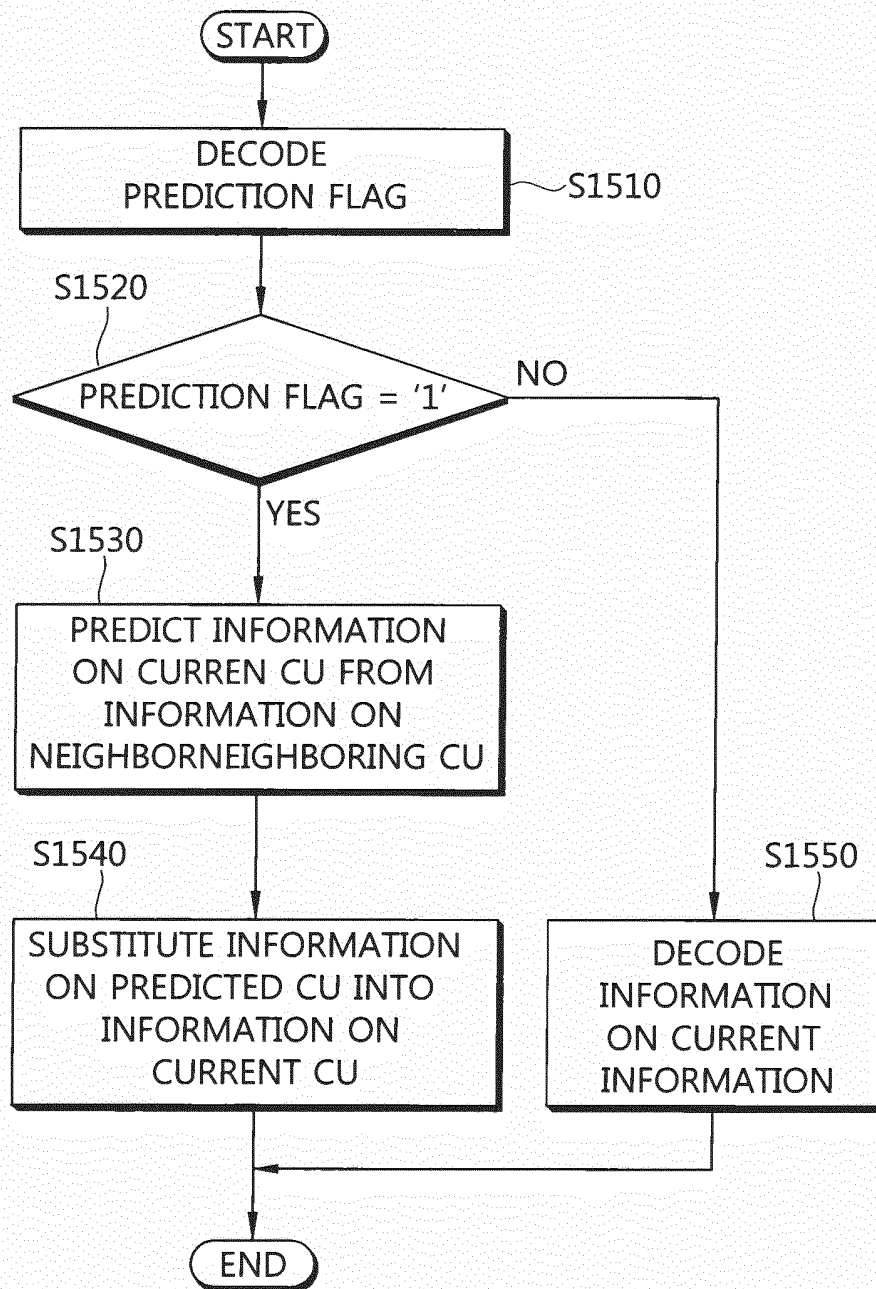 START
DECODE
PREDICTION FLAG
S1510
S1520
PREDICTION FLAG = '1'
NO
YES
S1530
PREDICT INFORMATION
ON CURREN CU FROM
INFORMATION ON
NEIGHBORNEIGHBORING CU
S1540
SUBSTITUTE INFORMATION
ON PREDICTED CU INTO
INFORMATION ON
CURRENT CU
S1550
DECODE
INFORMATION
ON CURRENT
INFORMATION
END